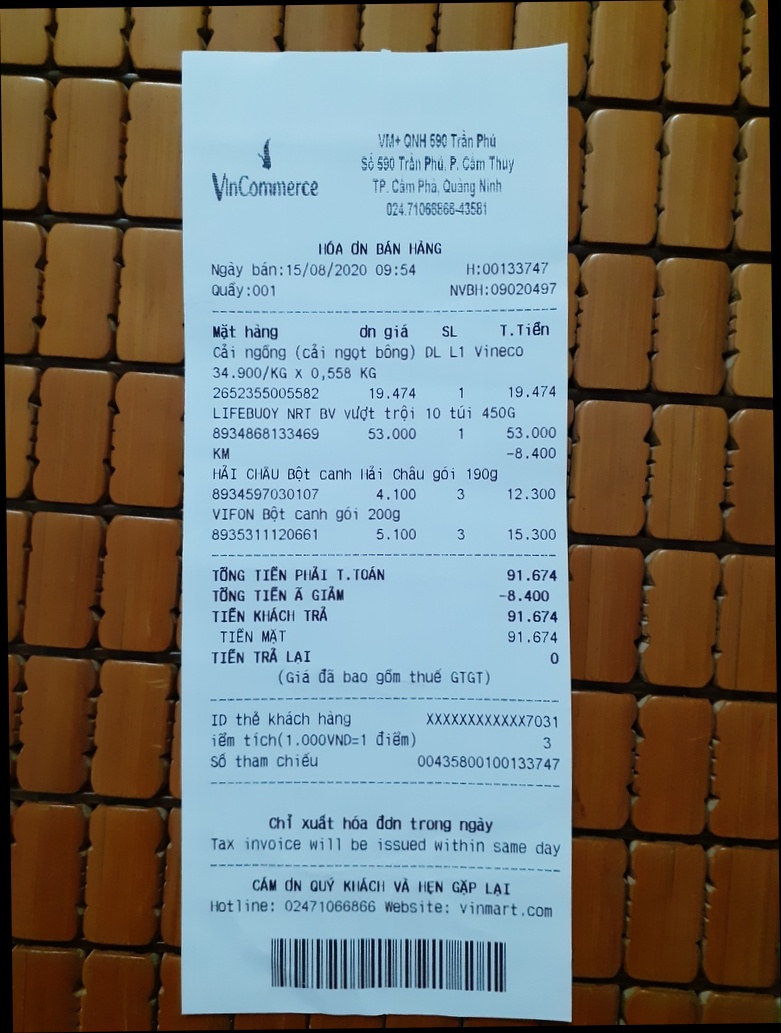 VinCommerce
VM+ QNH 590 Trần Phú
Số 590 Trần Phú, P. Cẩm Thuỷ
TP. Cẩm Phả, Quảng Ninh
024.71066866-43581
HÓA ƠN BÁN HÀNG
Ngày bán:15/08/2020 09:54 H:00133747
Quầy:001 NVBH:09020497
Mặt hàng ơn giá SL T.Tiền
Cải ngồng (cải ngọt bông) DL L1 Vineco
34.900/KG X 0,558 KG
2652355005582 19.474 1 19.474
LIFEBUOY NRT BV vượt trội 10 túi 450G
8934868133469 53.000 1 53.000
KM -8.400
HẢI CHÂU Bột canh Hải Châu gói 190g
8934597030107 4.100 3 12.300
VIFON Bột canh gói 200g
8935311120661 5.100 3 15.300
TỔNG TIỀN PHẢI T.TOÁN 91.674
TỔNG TIỀN Ã GIẢM -8.400
TIỀN KHÁCH TRẢ 91.674
TIỀN MẶT 91.674
TIỀN TRẢ LẠI 0
(Giá đã bao gồm thuế GTGT)
ID thẻ khách hàng XXXXXXXXXXXX7031
iểm tích(1.000VND=1 điểm) 3
Số tham chiếu 00435800100133747
Chỉ xuất hóa đơn trong ngày
Tax invoice will be issued within same day
CÁM ƠN QUÝ KHÁCH VÀ HẸN GẶP LẠI
Hotline: 02471066866 Website: vinmart.com